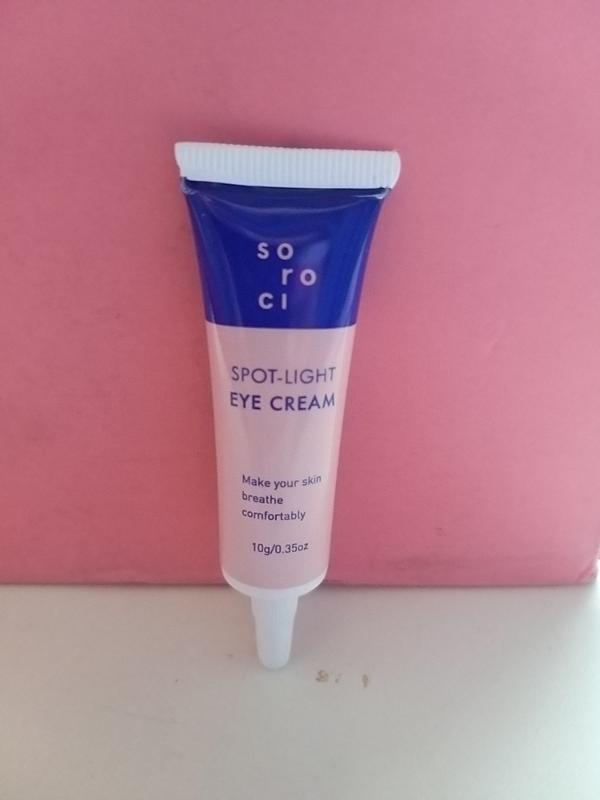 so
ro
ci
SPOT-LIGHT
EYE CREAM
Make your skin
breathe
comfortably
10g/0.35oz